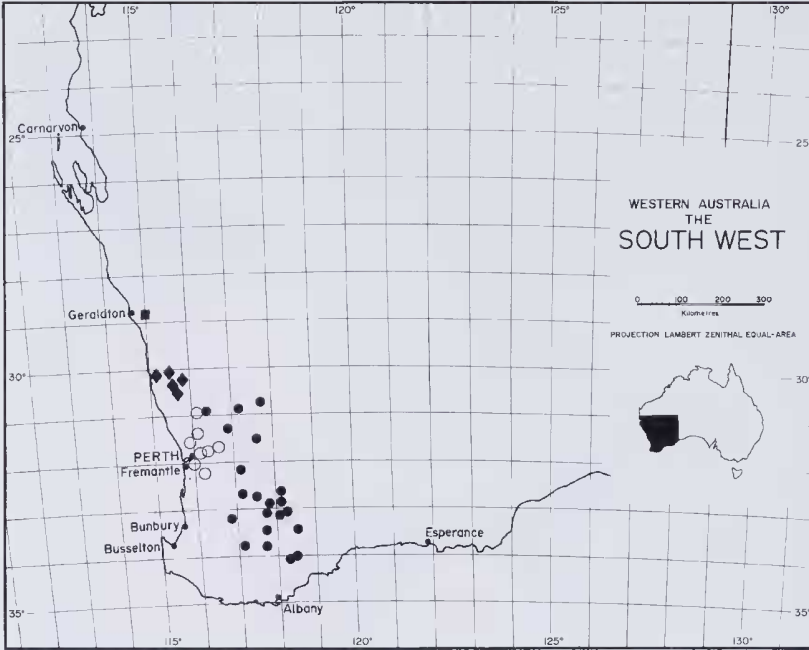 115°
120°
125°
130°
Carnarvon
25°
25
WESTERN AUSTRALIA
THE
SOUTH WEST
0 100 200 300
Kilometres
PROJECTION LAMBERT ZENITHAL EQUAL-AREA
Geraldton
30°
30°
PERTH
Fremantle
Bunbury
Busselton
Esperance
Albany
35°
35°
115°
120°
125°
130°